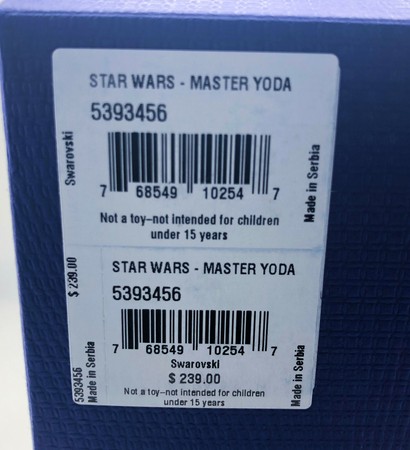 STAR WARS - MASTER YODA
5393456
Swarovski
7 68549 10254 7
Made in Serbia
Not a toy–not intended for children
under 15 years
$ 239.00
STAR WARS - MASTER YODA
5393456
7 68549 10254 7
Swarovski
$ 239.00
Not a toy–not intended for children
under 15 years
5393456
Made in Serbia
Made in Serbia